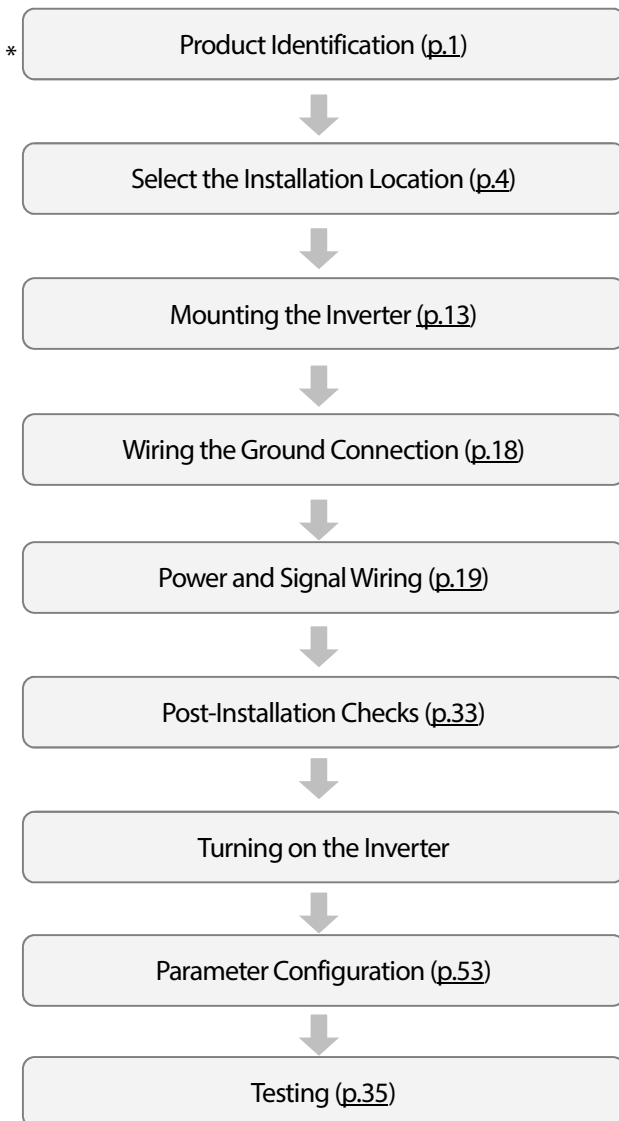 * Product Identification (p.1)
Select the Installation Location (p.4)
Mounting the Inverter (p.13)
Wiring the Ground Connection (p.18)
Power and Signal Wiring (p.19)
Post-Installation Checks (p.33)
Turning on the Inverter
Parameter Configuration (p.53)
Testing (p.35)